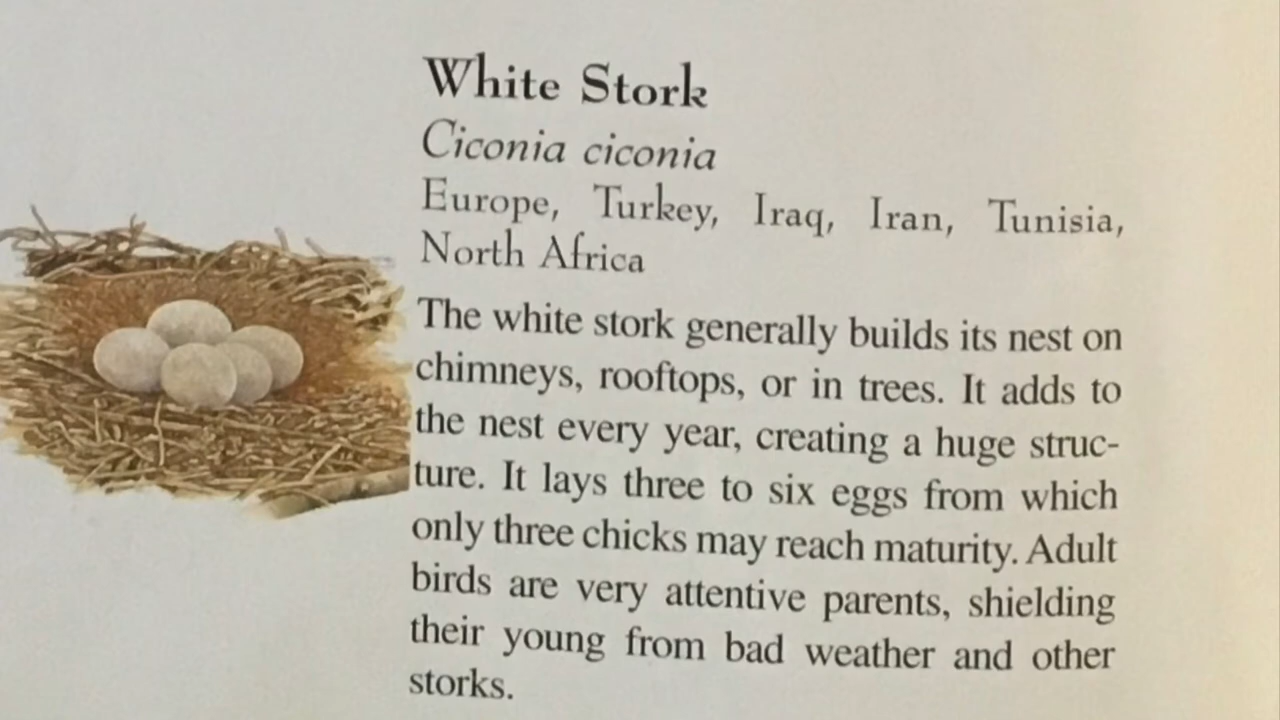 White Stork
Ciconia ciconia
Europe, Turkey, Iraq, Iran, Tunisia,
North Africa
The white stork generally builds its nest on
chimneys, rooftops, or in trees. It adds to
the nest every year, creating a huge struc-
ture. It lays three to six eggs from which
only three chicks may reach maturity. Adult
birds are very attentive parents, shielding
their young from bad weather and other
storks.